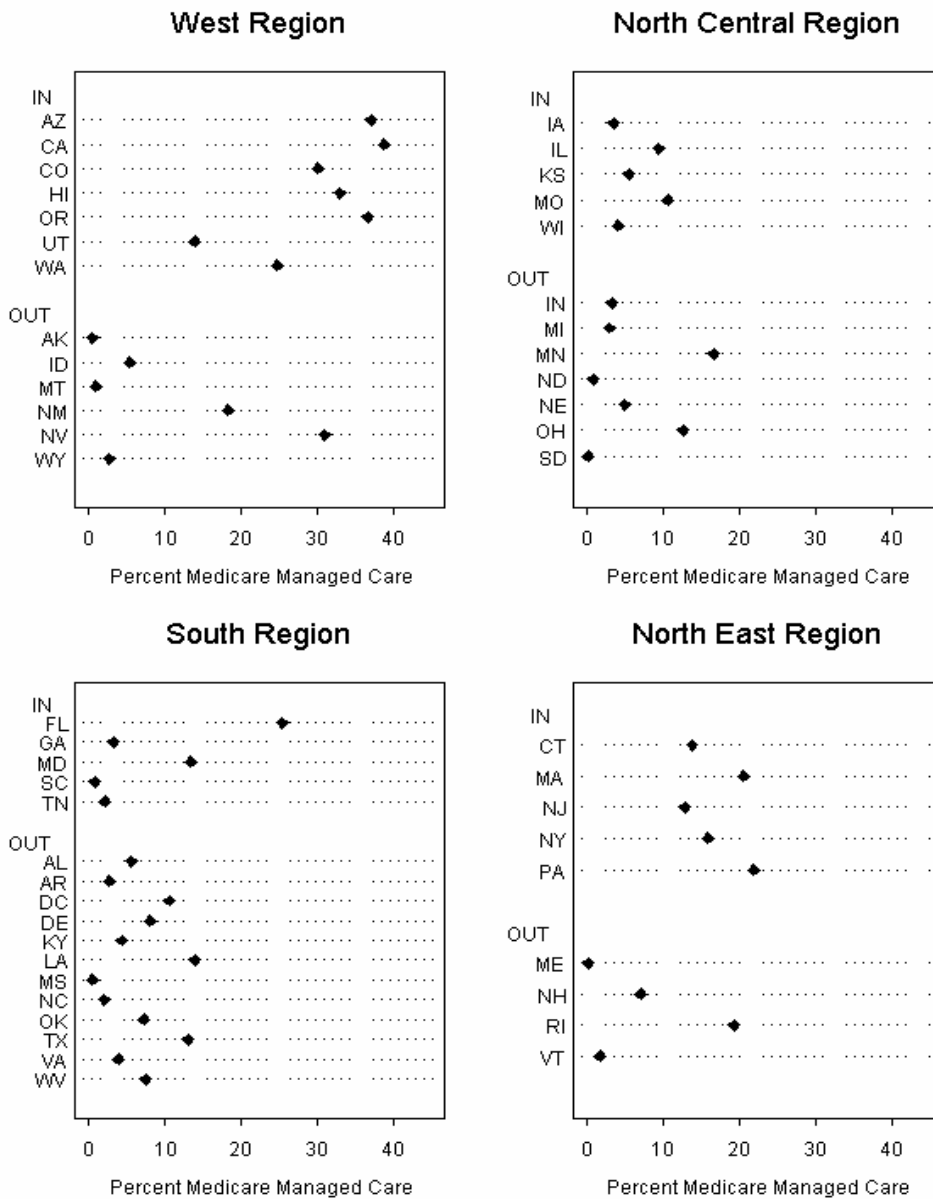 West Region
IN
AZ
CA
CO
HI
OR
UT
WA
OUT
AK
ID
MT
NM
NV
WY
0 10 20 30 40
Percent Medicare Managed Care
North Central Region
IN
IA
IL
KS
MO
WI
OUT
IN
MI
MN
ND
NE
OH
SD
0 10 20 30 40
Percent Medicare Managed Care
South Region
IN
FL
GA
MD
SC
TN
OUT
AL
AR
DC
DE
KY
LA
MS
NC
OK
TX
VA
WV
0 10 20 30 40
Percent Medicare Managed Care
North East Region
IN
CT
MA
NJ
NY
PA
OUT
ME
NH
RI
VT
0 10 20 30 40
Percent Medicare Managed Care